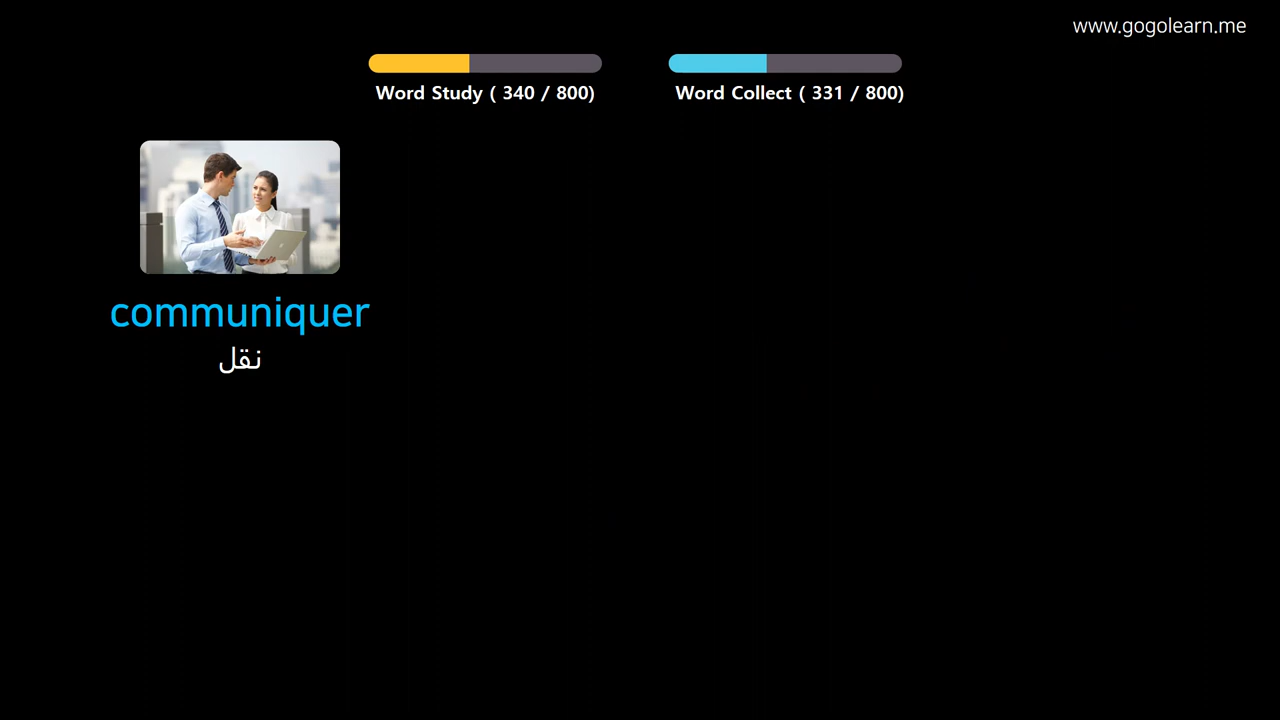 www.gogolearn.me
Word Study ( 340 / 800)
Word Collect ( 331 / 800)
communiquer
نقل